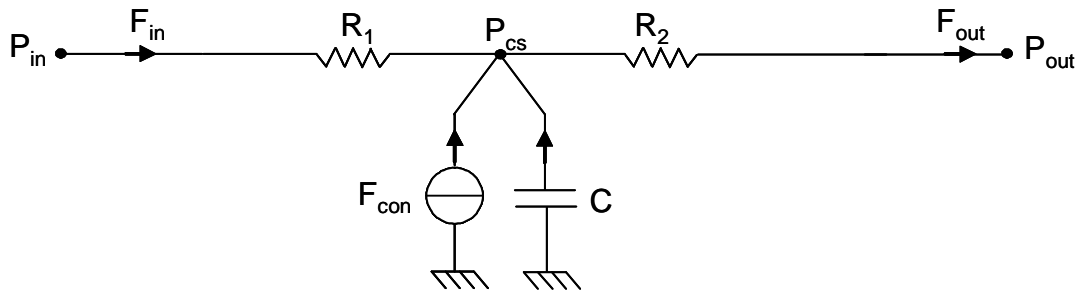 F_in
R_1
P_cs
R_2
F_out
P_in
P_out
F_con
C